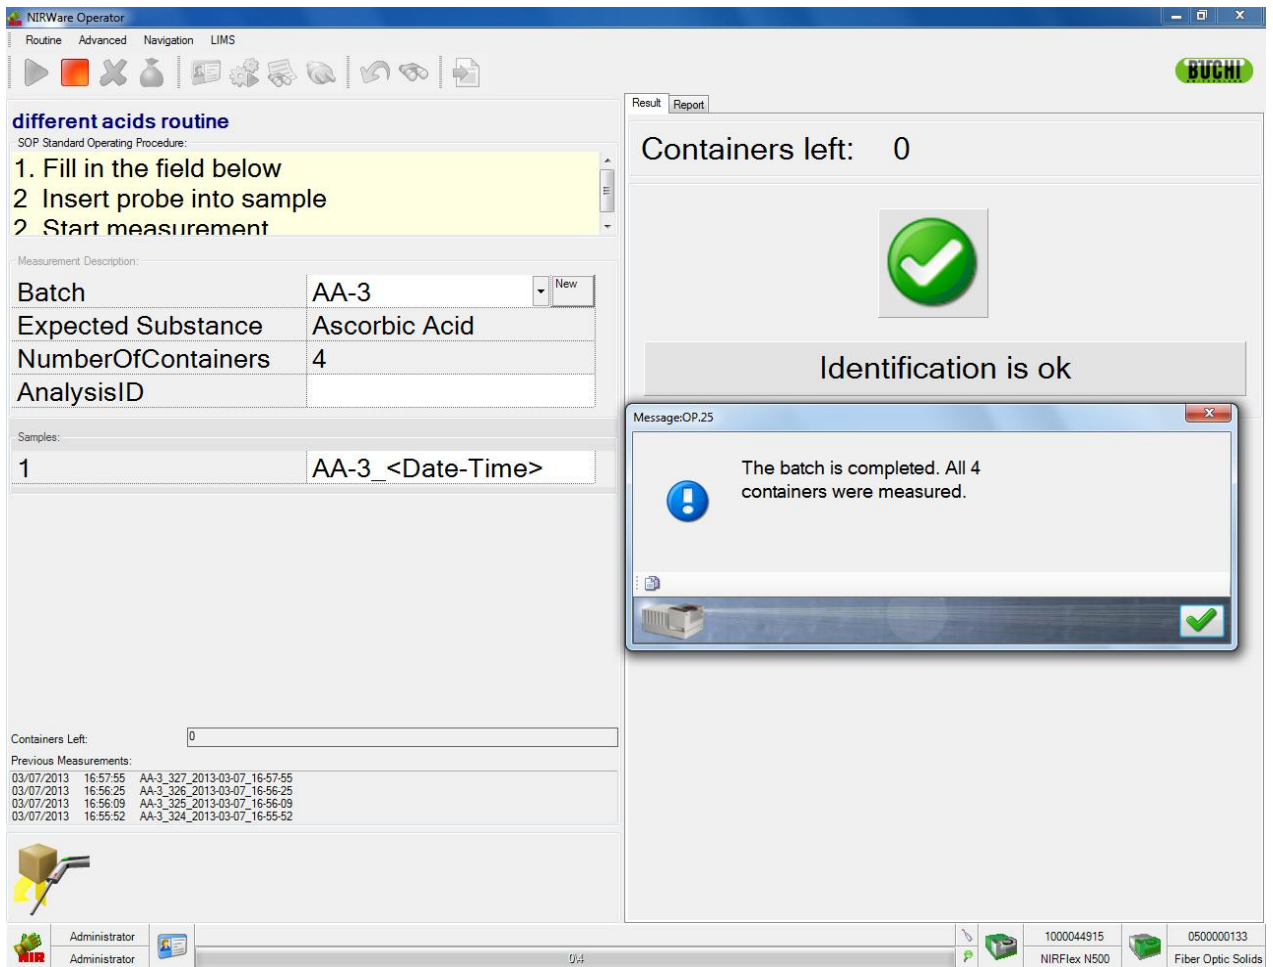 NIRWare Operator
Routine Advanced Navigation LIMS
BUCHI
different acids routine
SOP Standard Operating Procedure:
1. Fill in the field below
2 Insert probe into sample
2 Start measurement
Measurement Description:
Batch AA-3 New
Expected Substance Ascorbic Acid
NumberOfContainers 4
AnalysisID
Samples:
1 AA-3_<Date-Time>
Containers Left: 0
Previous Measurements:
03/07/2013 16:57:55 AA-3_327_2013-03-07_16-57-55
03/07/2013 16:56:25 AA-3_326_2013-03-07_16-56-25
03/07/2013 16:56:09 AA-3_325_2013-03-07_16-56-09
03/07/2013 16:55:52 AA-3_324_2013-03-07_16-55-52
Result Report
Containers left: 0
Identification is ok
Message:OP.25
The batch is completed. All 4
containers were measured.
NIR
Administrator
Administrator
0\4
1000044915
NIRFlex N500
0500000133
Fiber Optic Solids